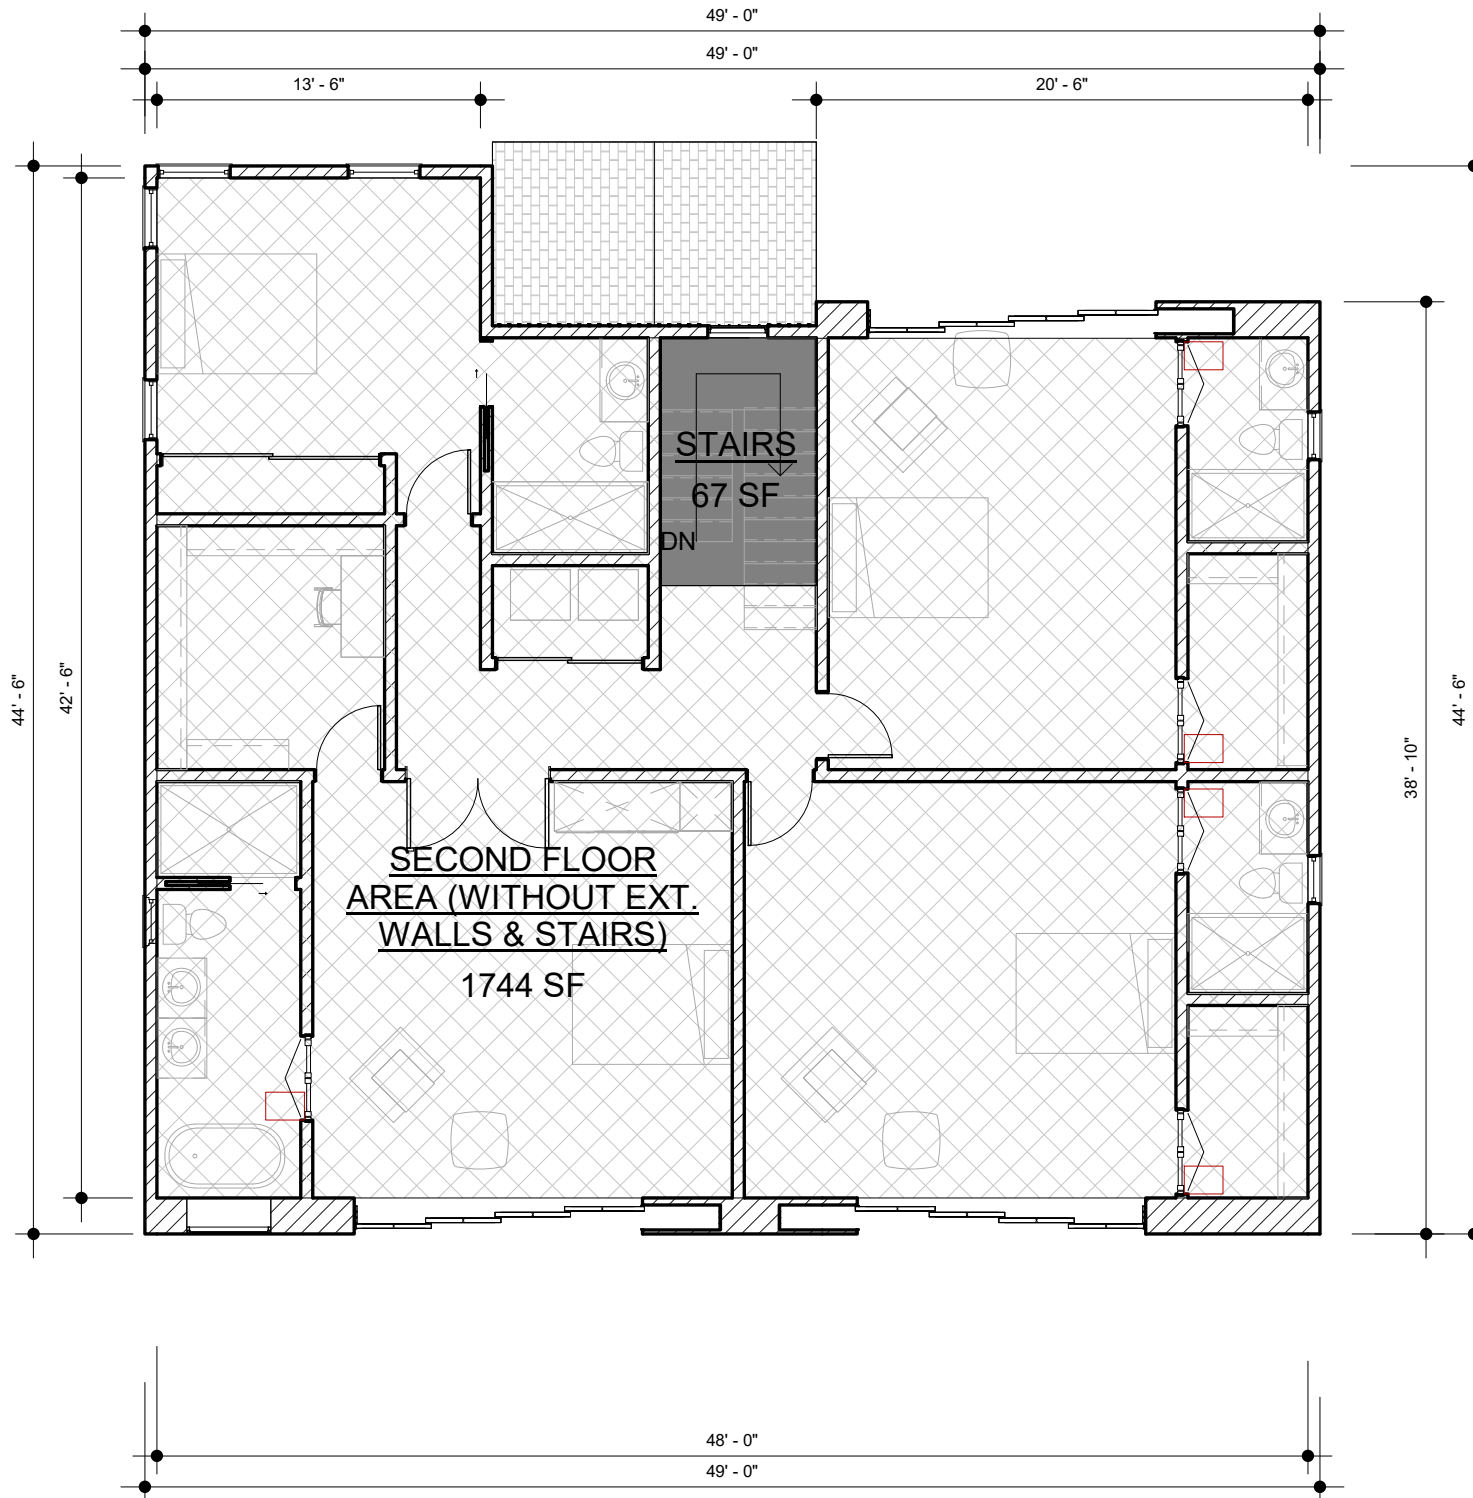 49' - 0"
49' - 0"
13' - 6"
20' - 6"
STAIRS
67 SF
DN
44' - 6"
42' - 6"
38' - 10"
44' - 6"
SECOND FLOOR
AREA (WITHOUT EXT.
WALLS & STAIRS)
1744 SF
48' - 0"
49' - 0"